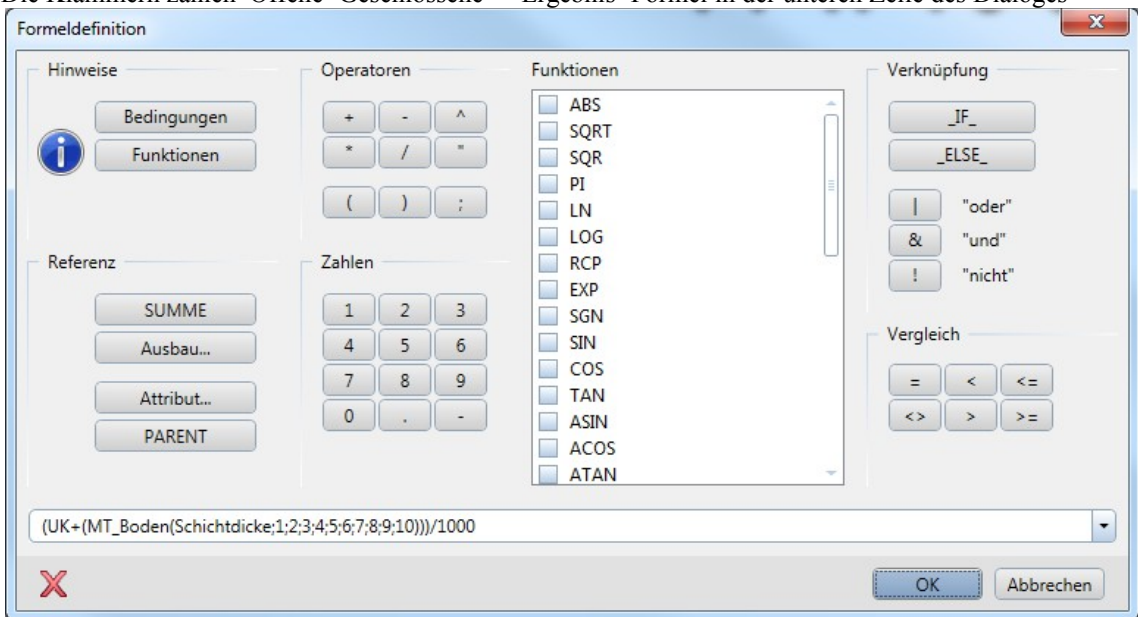 Die Klammern zählen "Offene" "Geschlossene" = "Ergebnis" Formel in der unteren Zeile des Dialoges
Formeldefinition
Hinweise
Bedingungen
Funktionen
Operatoren
+ - ^
* / "
( ) ;
Funktionen
ABS
SQRT
SQR
PI
LN
LOG
RCP
EXP
SGN
SIN
COS
TAN
ASIN
ACOS
ATAN
Verknüpfung
_IF_
_ELSE_
| "oder"
& "und"
! "nicht"
Referenz
SUMME
Ausbau...
Attribut...
PARENT
Zahlen
1 2 3
4 5 6
7 8 9
0 . -
Vergleich
= < <=
<> > >=
(UK+(MT_Boden(Schichtdicke;1;2;3;4;5;6;7;8;9;10)))/1000
OK
Abbrechen